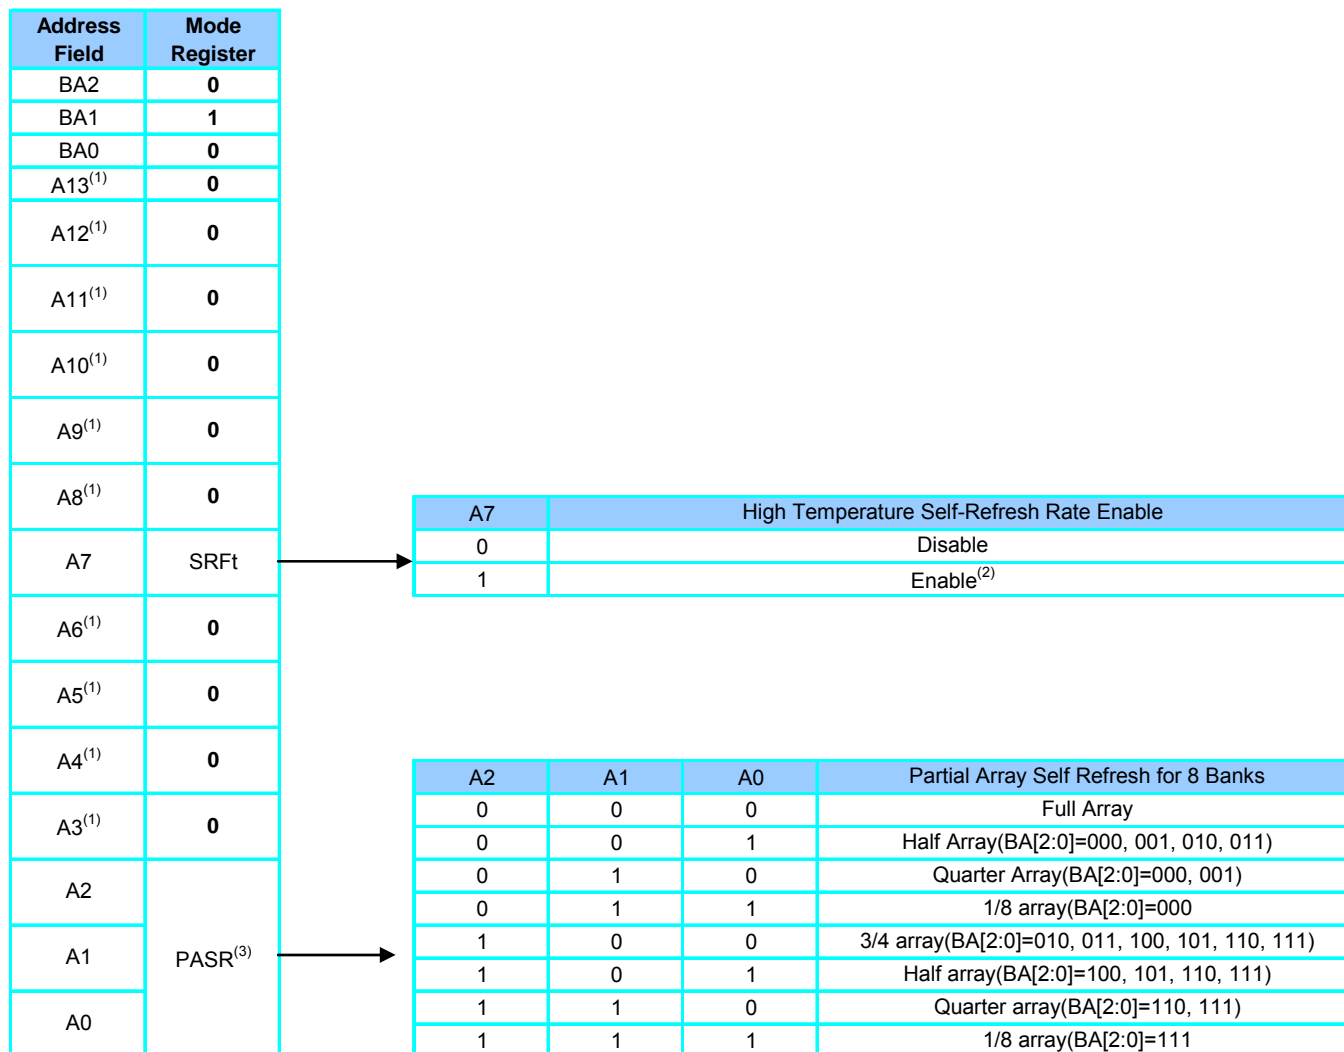 Address Field Mode Register
BA2 0
BA1 1
BA0 0
A13(1) 0
A12(1) 0
A11(1) 0
A10(1) 0
A9(1) 0
A8(1) 0
A7 SRFt
A6(1) 0
A5(1) 0
A4(1) 0
A3(1) 0
A2
A1 PASR(3)
A0
A7 High Temperature Self-Refresh Rate Enable
0 Disable
1 Enable(2)
A2 A1 A0 Partial Array Self Refresh for 8 Banks
0 0 0 Full Array
0 0 1 Half Array(BA[2:0]=000, 001, 010, 011)
0 1 0 Quarter Array(BA[2:0]=000, 001)
0 1 1 1/8 array(BA[2:0]=000
1 0 0 3/4 array(BA[2:0]=010, 011, 100, 101, 110, 111)
1 0 1 Half array(BA[2:0]=100, 101, 110, 111)
1 1 0 Quarter array(BA[2:0]=110, 111)
1 1 1 1/8 array(BA[2:0]=111